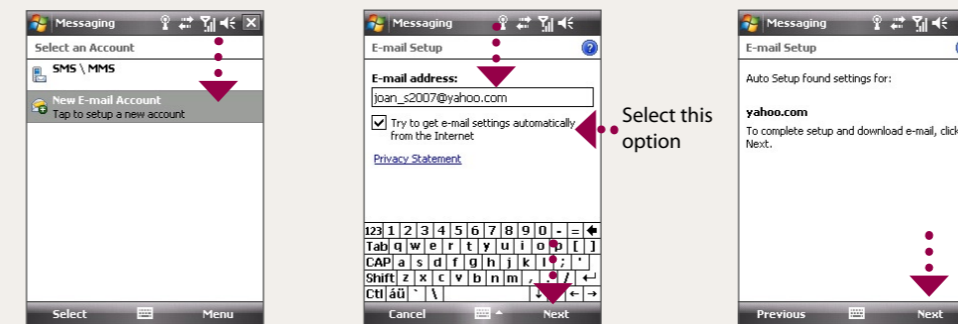 Messaging
Select an Account
SMS \ MMS
New E-mail Account
Tap to setup a new account
Select
Menu
Messaging
E-mail Setup
E-mail address:
joan_s2007@yahoo.com
Try to get e-mail settings automatically
from the Internet
Privacy Statement
123 1 2 3 4 5 6 7 8 9 0 - =
Tab q w e r t y u i o p [ ]
CAP a s d f g h j k l ; '
Shift z x c v b n m , . /
Ctl áü ` \
Cancel
Next
Select this
option
Messaging
E-mail Setup
Auto Setup found settings for:
yahoo.com
To complete setup and download e-mail, click
Next.
Previous
Next